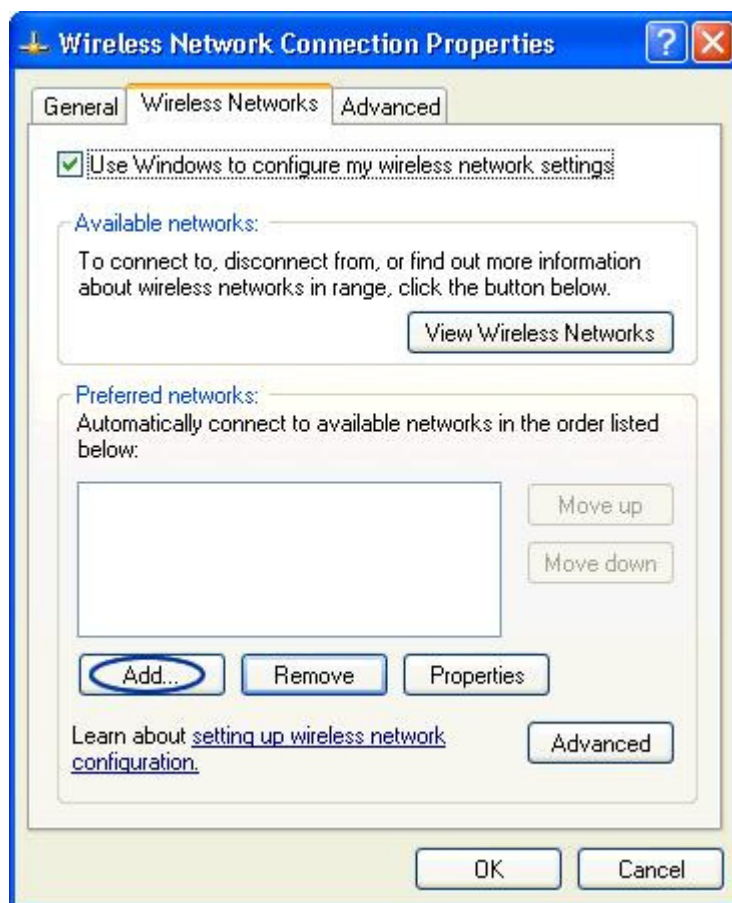 Wireless Network Connection Properties
General
Wireless Networks
Advanced
Use Windows to configure my wireless network settings
Available networks:
To connect to, disconnect from, or find out more information
about wireless networks in range, click the button below.
View Wireless Networks
Preferred networks:
Automatically connect to available networks in the order listed
below:
Move up
Move down
Add...
Remove
Properties
Learn about setting up wireless network
configuration.
Advanced
OK
Cancel